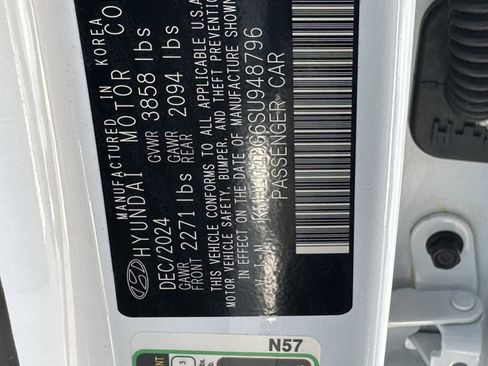 MANUFACTURED IN KOREA
HYUNDAI MOTOR CO
DEC/2024 GVWR 3858 lbs
GAWR FRONT 2271 lbs GAWR REAR 2094 lbs
THIS VEHICLE CONFORMS TO ALL APPLICABLE U.S.A
MOTOR VEHICLE SAFETY, BUMPER, AND THEFT PREVENTION
EFFECT ON THE DATE OF MANUFACTURE SHOWN
V.I.N
PASSENGER CAR
N57